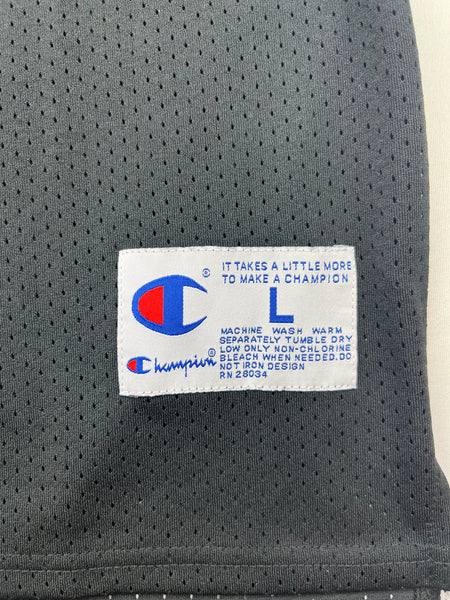 ®
IT TAKES A LITTLE MORE
TO MAKE A CHAMPION
L
MACHINE WASH WARM
SEPARATELY TUMBLE DRY
LOW ONLY NON-CHLORINE
BLEACH WHEN NEEDED. DO
NOT IRON DESIGN
RN 28034
Champion®